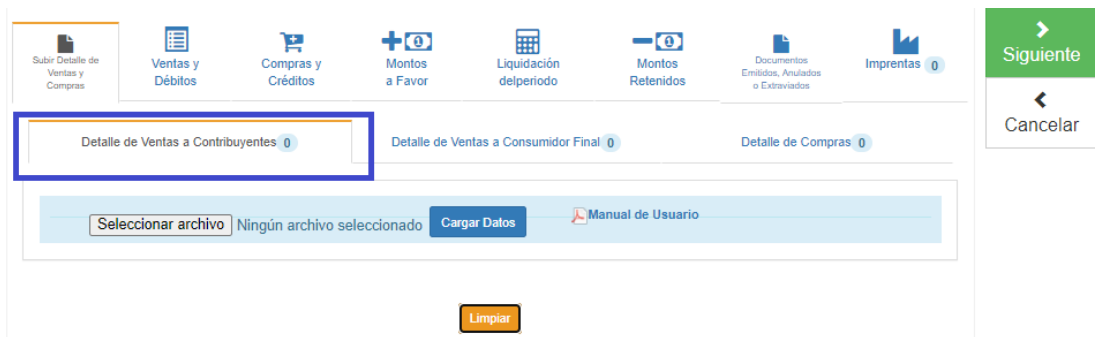 Subir Detalle de
Ventas y
Compras
Ventas y
Débitos
Compras y
Créditos
Montos
a Favor
Liquidación
delperiodo
Montos
Retenidos
Documentos
Emitidos, Anulados
o Extraviados
Imprentas 0
Siguiente
Cancelar
Detalle de Ventas a Contribuyentes 0
Detalle de Ventas a Consumidor Final 0
Detalle de Compras 0
Seleccionar archivo Ningún archivo seleccionado Cargar Datos Manual de Usuario
Limpiar